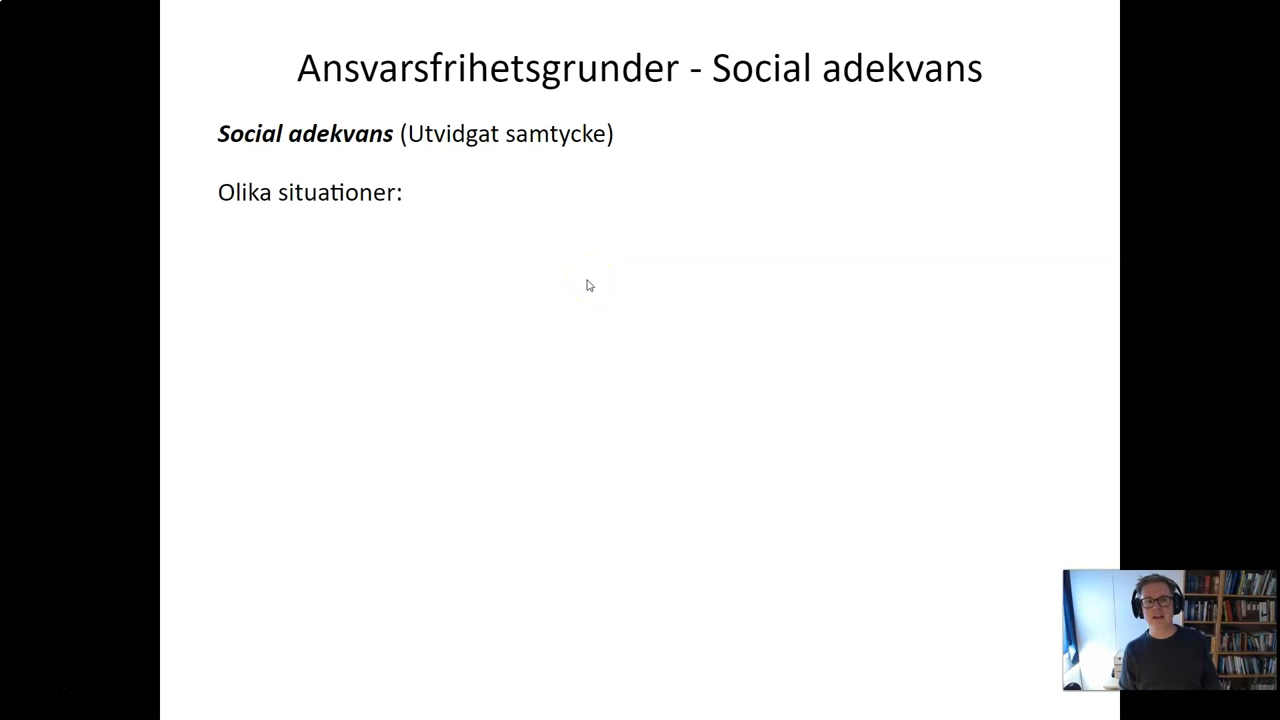 Ansvarsfrihetsgrunder - Social adekvans
Social adekvans (Utvidgat samtycke)
Olika situationer: